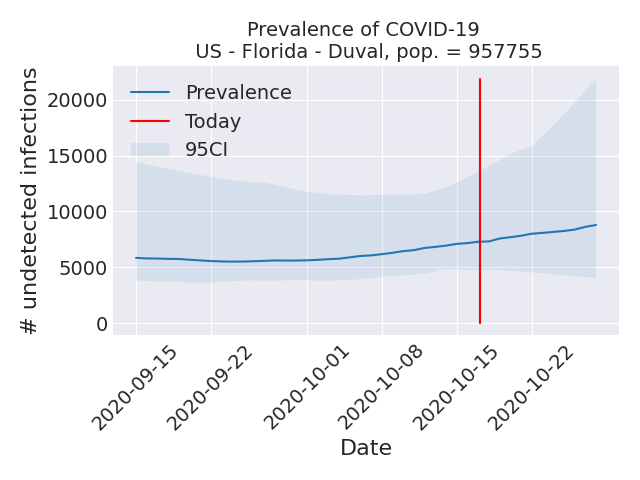 Prevalence of COVID-19
US - Florida - Duval, pop. = 957755
# undetected infections
20000
15000
10000
5000
0
Prevalence
Today
95CI
2020-09-15
2020-09-22
2020-10-01
2020-10-08
2020-10-15
2020-10-22
Date